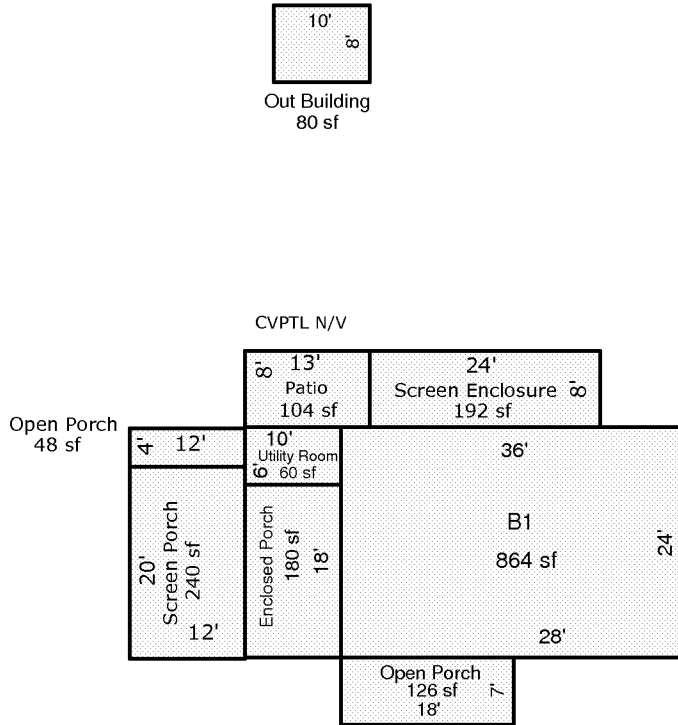 10'
8'
Out Building
80 sf
CVPTL N/V
8'
13'
Patio
104 sf
24'
Screen Enclosure
192 sf
8'
Open Porch
48 sf
4'
12'
10'
Utility Room
6'
60 sf
36'
B1
864 sf
24'
28'
20'
Screen Porch
240 sf
12'
Enclosed Porch
180 sf
18'
Open Porch
126 sf
18'
7'